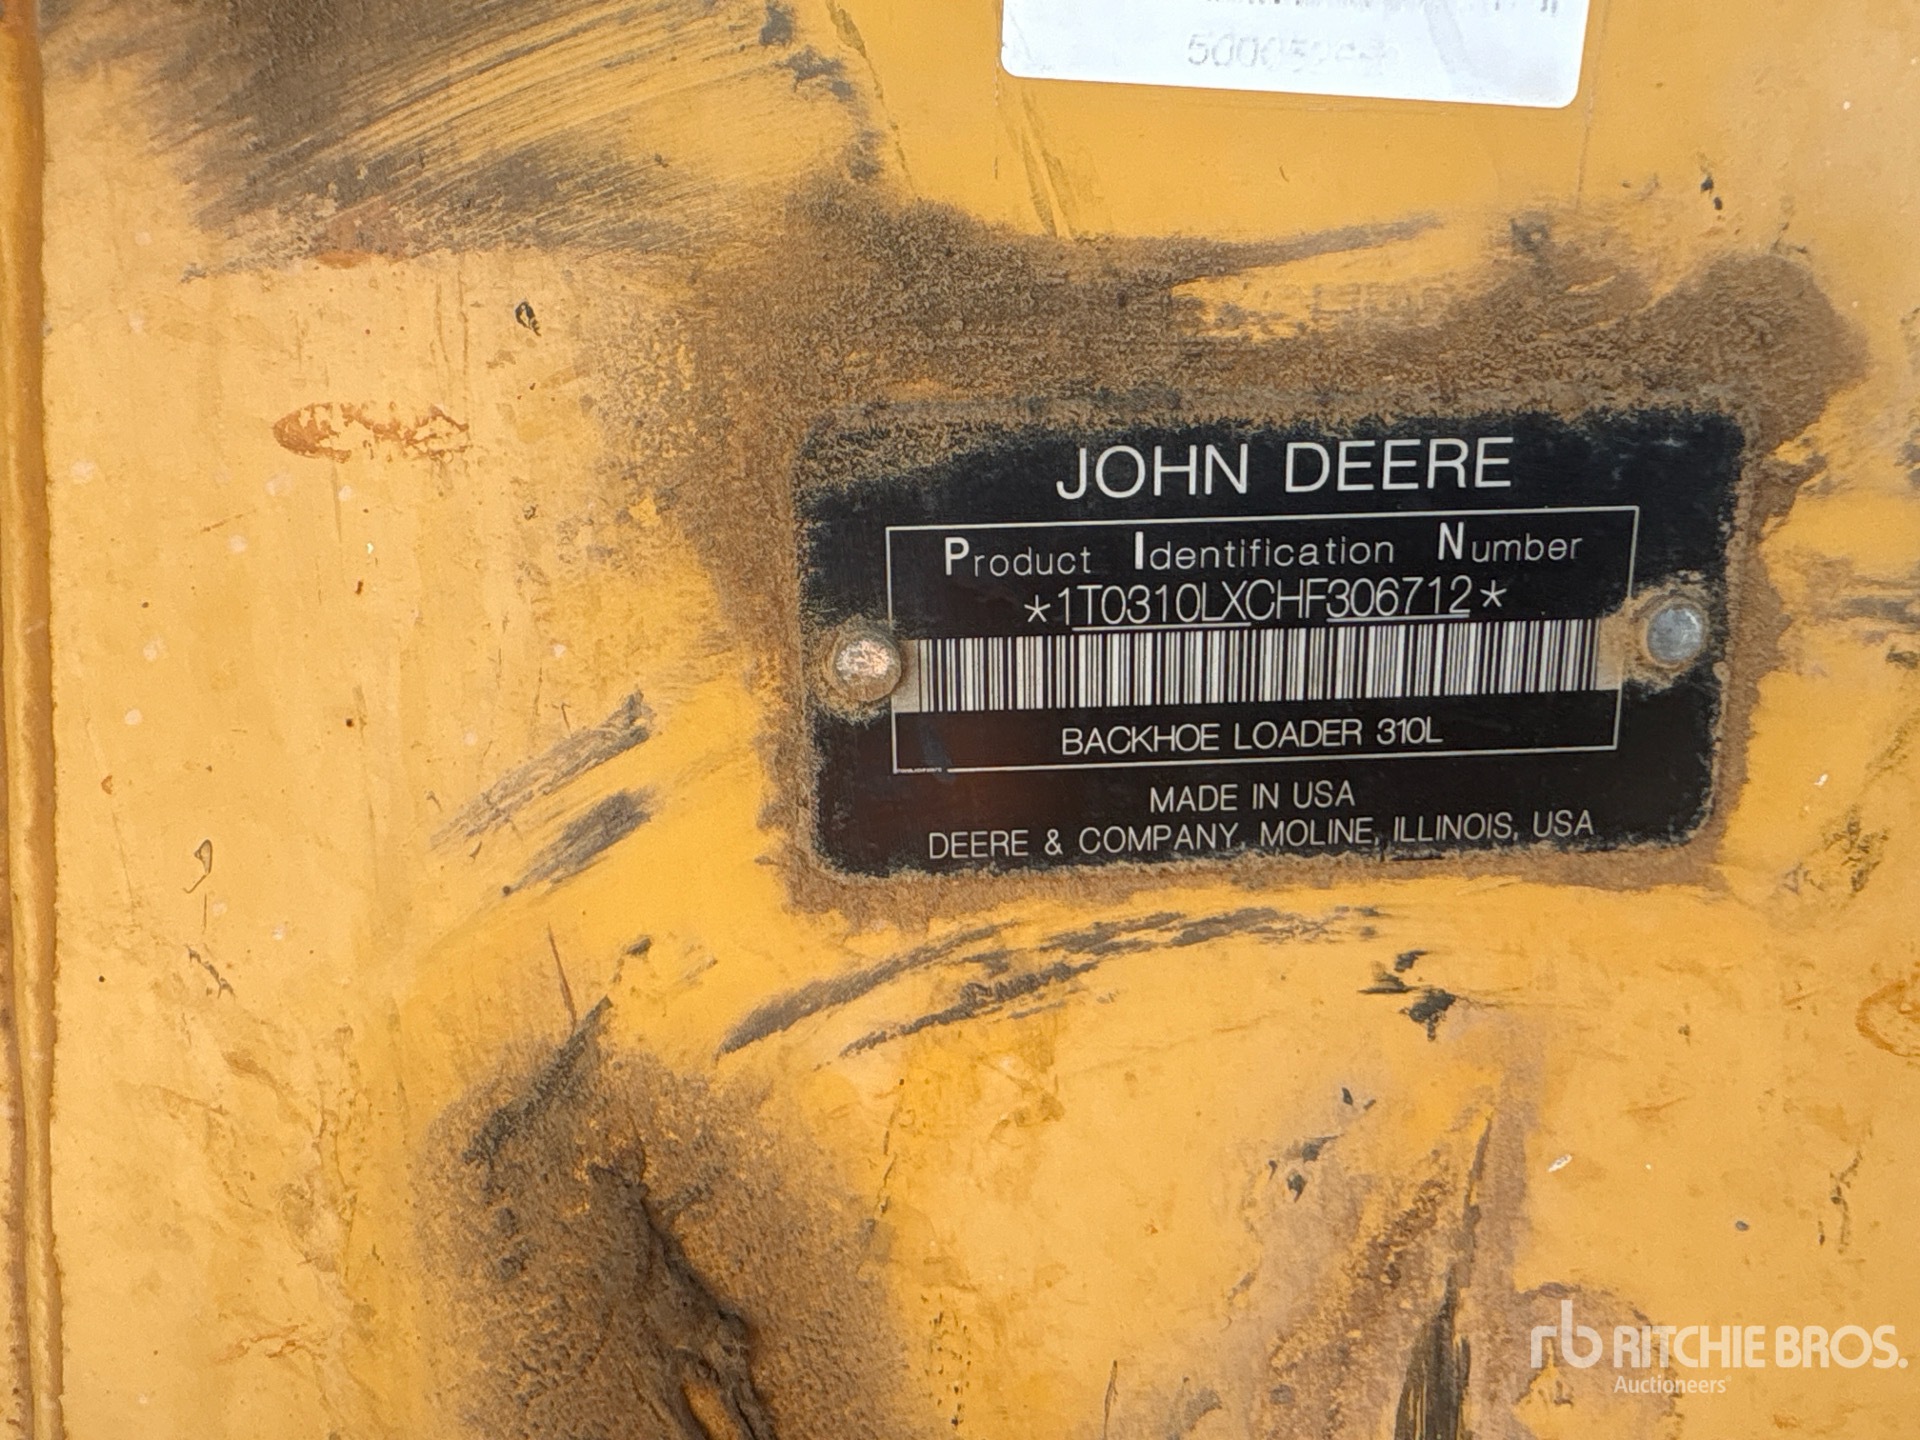 JOHN DEERE
Product Identification Number
*1T0310LXCHF306712*
BACKHOE LOADER 310L
MADE IN USA
DEERE & COMPANY, MOLINE, ILLINOIS, USA
rb RITCHIE BROS.
Auctioneers